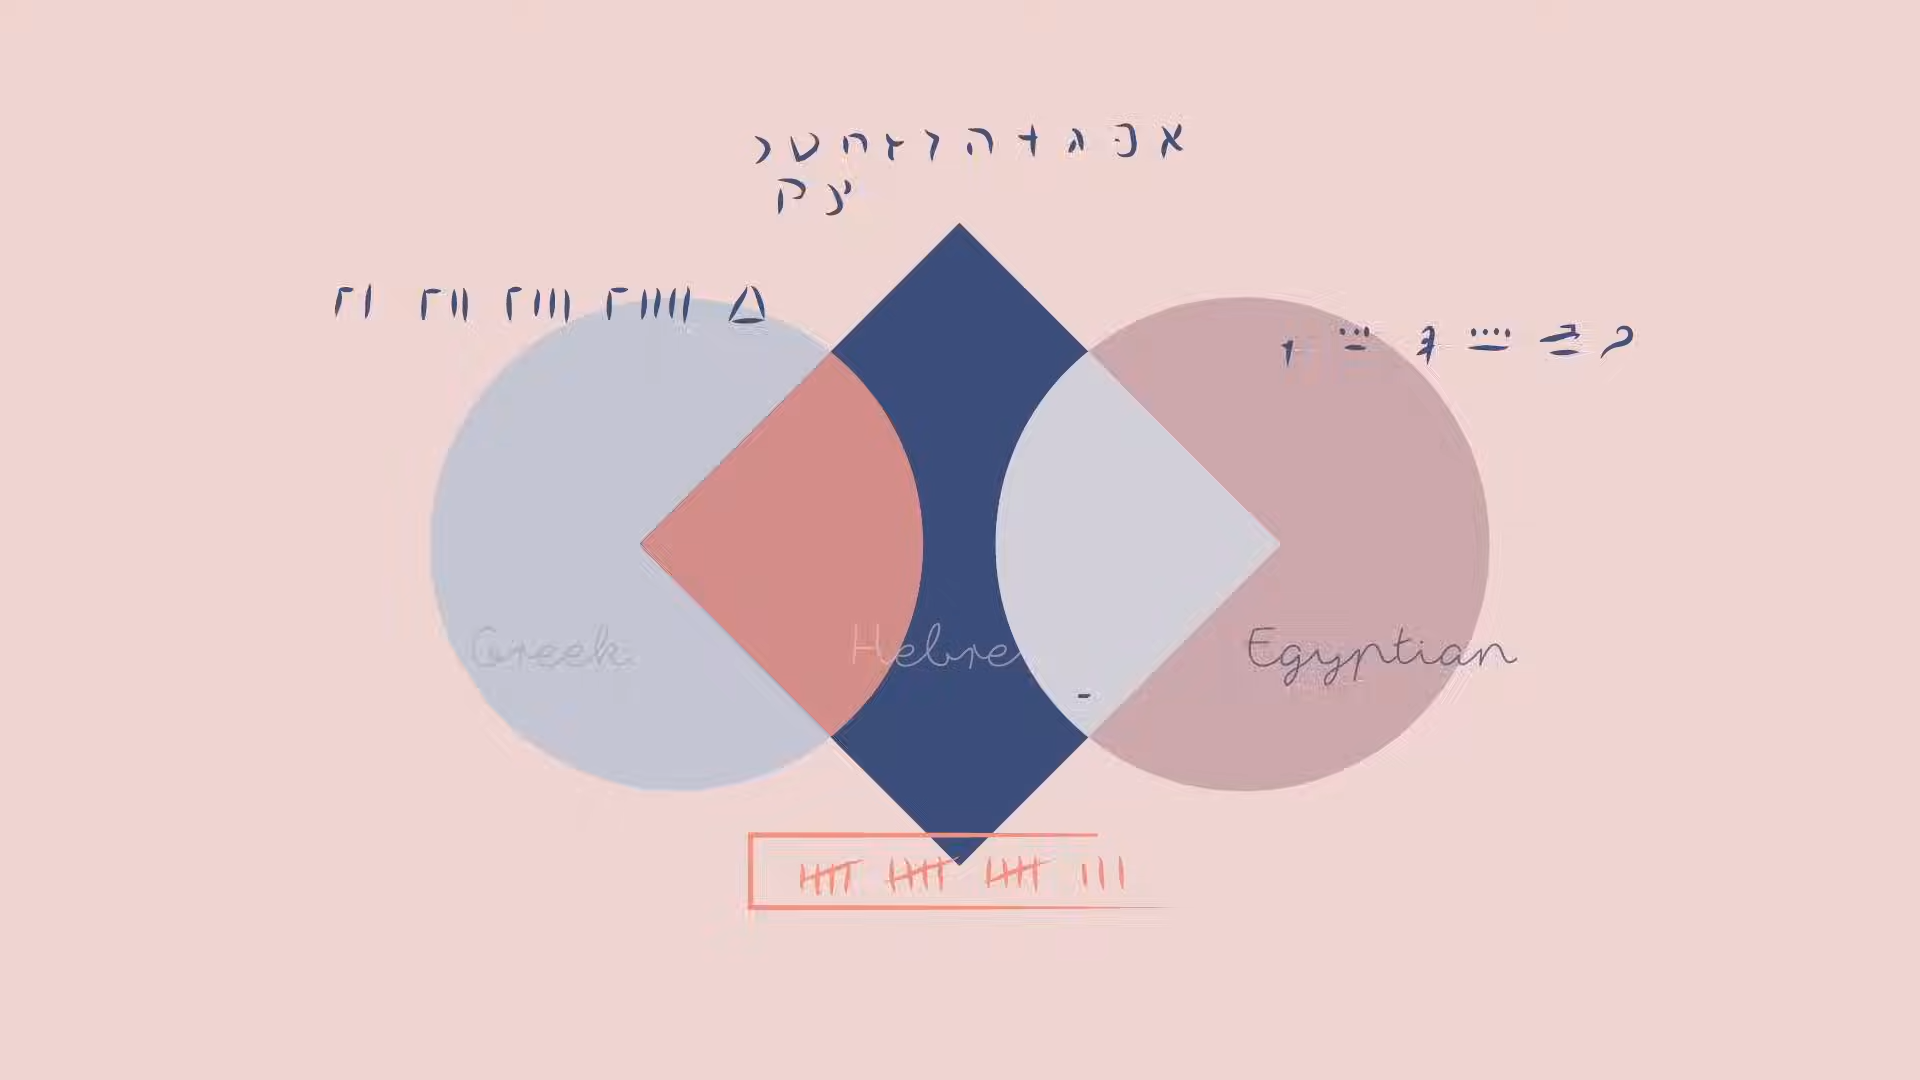 א ב ג ד ה ו ז ח ט
צ ק
ΓΙ ΓΙΙ ΓΙΙΙ ΓΙΙΙΙ Δ
Greek
Hebre
Egyptian